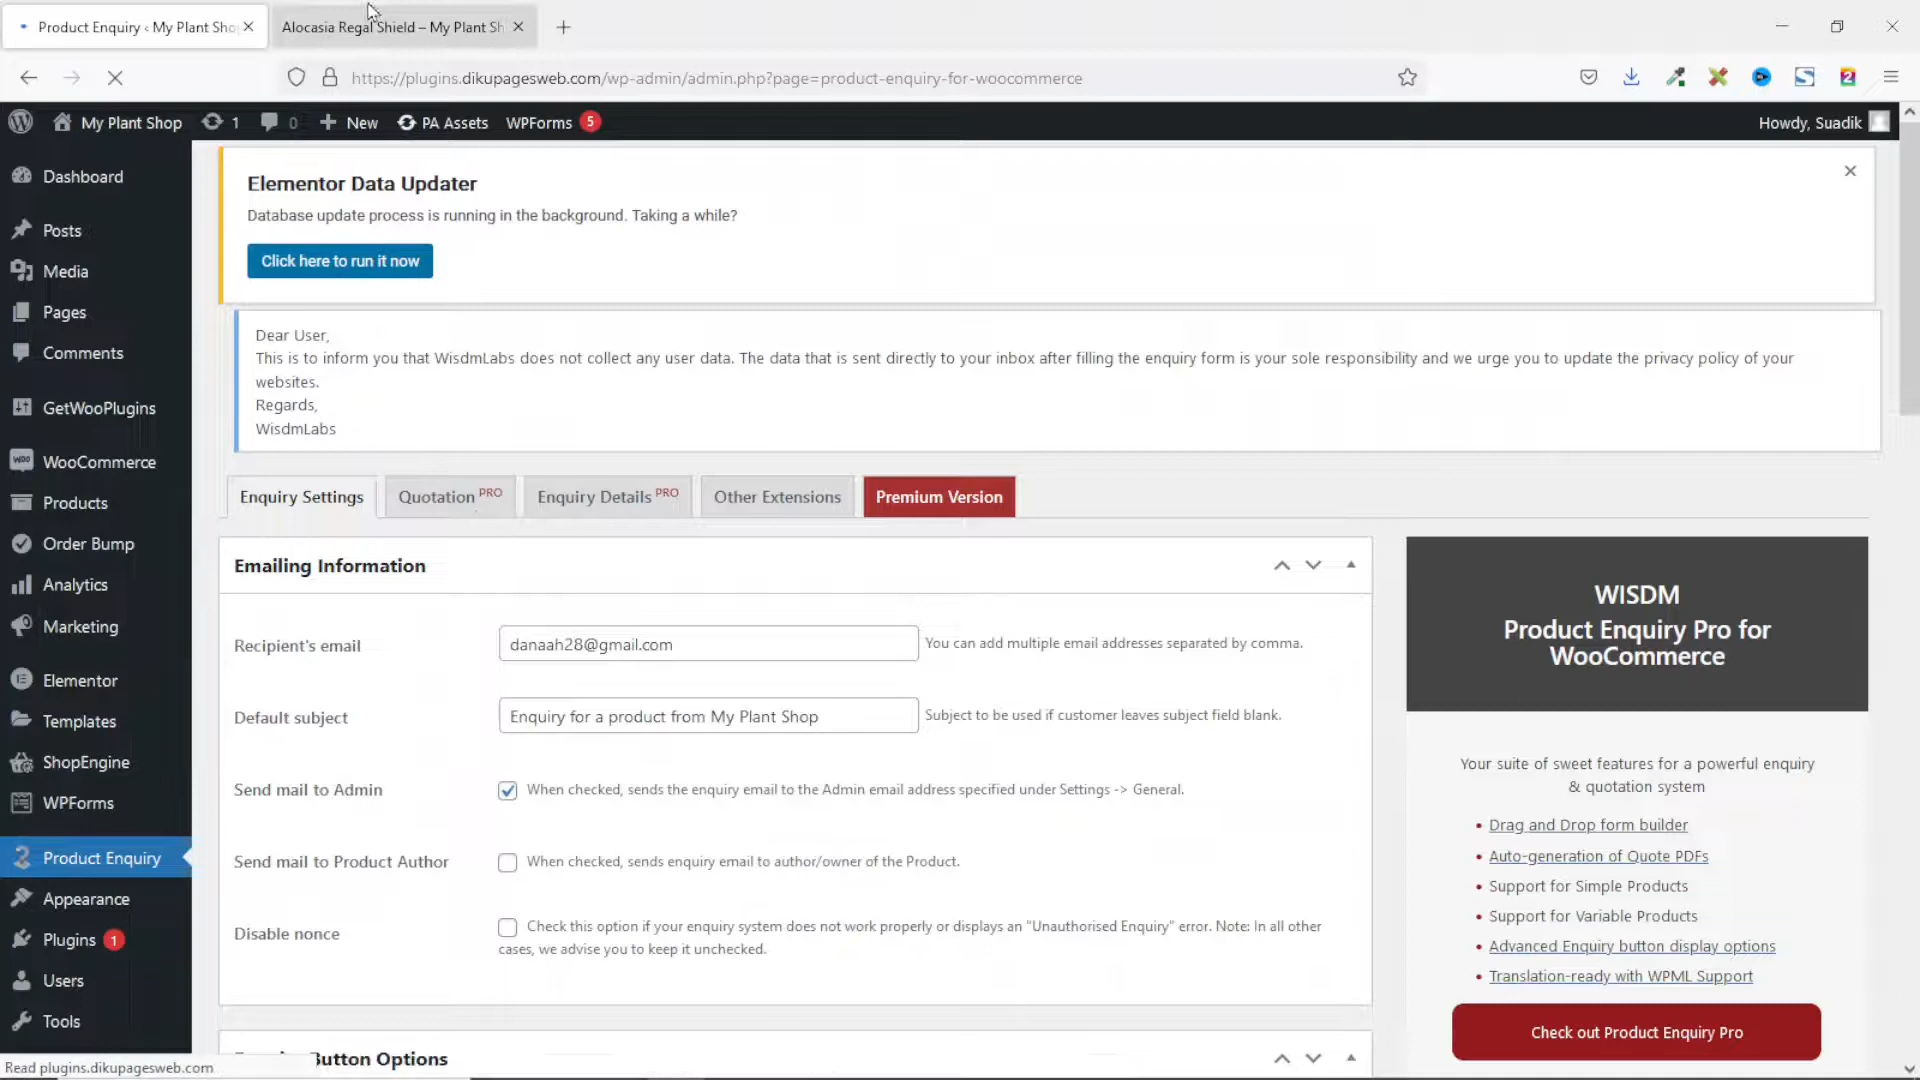 Product Enquiry ‹ My Plant Sho
Alocasia Regal Shield – My Plant Sh
https://plugins.dikupagesweb.com/wp-admin/admin.php?page=product-enquiry-for-woocommerce
2
My Plant Shop
1
0
New
PA Assets
WPForms 5
Howdy, Suadik
Dashboard
Posts
Media
Pages
Comments
GetWooPlugins
WooCommerce
Products
Order Bump
Analytics
Marketing
Elementor
Templates
ShopEngine
WPForms
Product Enquiry
Appearance
Plugins 1
Users
Tools
Elementor Data Updater
Database update process is running in the background. Taking a while?
Click here to run it now
Dear User,
This is to inform you that WisdmLabs does not collect any user data. The data that is sent directly to your inbox after filling the enquiry form is your sole responsibility and we urge you to update the privacy policy of your
websites.
Regards,
WisdmLabs
Enquiry Settings
Quotation PRO
Enquiry Details PRO
Other Extensions
Premium Version
Emailing Information
Recipient's email
danaah28@gmail.com
You can add multiple email addresses separated by comma.
Default subject
Enquiry for a product from My Plant Shop
Subject to be used if customer leaves subject field blank.
Send mail to Admin
When checked, sends the enquiry email to the Admin email address specified under Settings -> General.
Send mail to Product Author
When checked, sends enquiry email to author/owner of the Product.
Disable nonce
Check this option if your enquiry system does not work properly or displays an "Unauthorised Enquiry" error. Note: In all other
cases, we advise you to keep it unchecked.
Button Options
WISDM
Product Enquiry Pro for
WooCommerce
Your suite of sweet features for a powerful enquiry
& quotation system
• Drag and Drop form builder
• Auto-generation of Quote PDFs
• Support for Simple Products
• Support for Variable Products
• Advanced Enquiry button display options
• Translation-ready with WPML Support
Check out Product Enquiry Pro
Read plugins.dikupagesweb.com